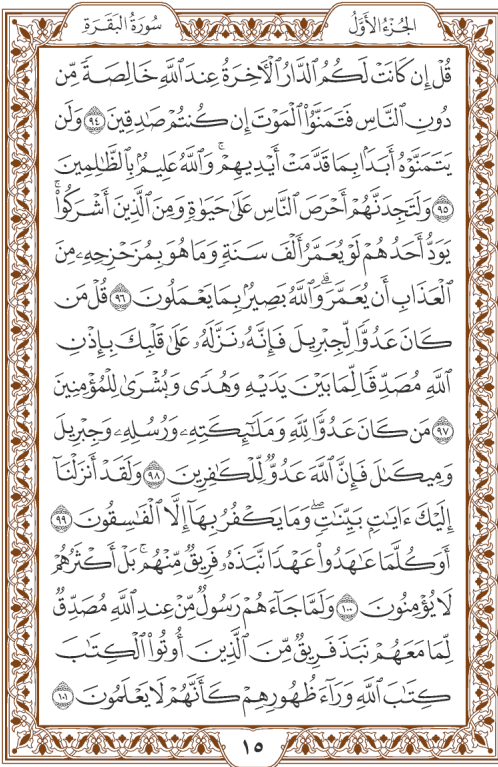 الجُزْءُ الأَوَّلُ
سُورَةُ البَقَرَةِ
قُلْ إِن كَانَتْ لَكُمُ ٱلدَّارُ ٱلْأٓخِرَةُ عِندَ ٱللَّهِ خَالِصَةً مِّن
دُونِ ٱلنَّاسِ فَتَمَنَّوُا۟ ٱلْمَوْتَ إِن كُنتُمْ صَٰدِقِينَ ٩٤ وَلَن
يَتَمَنَّوْهُ أَبَدًۢا بِمَا قَدَّمَتْ أَيْدِيهِمْ ۚ وَٱللَّهُ عَلِيمٌۢ بِٱلظَّٰلِمِينَ
٩٥ وَلَتَجِدَنَّهُمْ أَحْرَصَ ٱلنَّاسِ عَلَىٰ حَيَوٰةٍ وَمِنَ ٱلَّذِينَ أَشْرَكُوا۟ ۚ
يَوَدُّ أَحَدُهُمْ لَوْ يُعَمَّرُ أَلْفَ سَنَةٍ وَمَا هُوَ بِمُزَحْزِحِهِۦ مِنَ
ٱلْعَذَابِ أَن يُعَمَّرَ ۗ وَٱللَّهُ بَصِيرٌۢ بِمَا يَعْمَلُونَ ٩٦ قُلْ مَن
كَانَ عَدُوًّا لِّجِبْرِيلَ فَإِنَّهُۥ نَزَّلَهُۥ عَلَىٰ قَلْبِكَ بِإِذْنِ
ٱللَّهِ مُصَدِّقًا لِّمَا بَيْنَ يَدَيْهِ وَهُدًى وَبُشْرَىٰ لِلْمُؤْمِنِينَ
٩٧ مَن كَانَ عَدُوًّا لِّلَّهِ وَمَلَٰٓئِكَتِهِۦ وَرُسُلِهِۦ وَجِبْرِيلَ
وَمِيكَىٰلَ فَإِنَّ ٱللَّهَ عَدُوٌّ لِّلْكَٰفِرِينَ ٩٨ وَلَقَدْ أَنزَلْنَآ
إِلَيْكَ ءَايَٰتٍۭ بَيِّنَٰتٍ ۖ وَمَا يَكْفُرُ بِهَآ إِلَّا ٱلْفَٰسِقُونَ ٩٩
أَوَكُلَّمَا عَٰهَدُوا۟ عَهْدًا نَّبَذَهُۥ فَرِيقٌ مِّنْهُم ۚ بَلْ أَكْثَرُهُمْ
لَا يُؤْمِنُونَ ١٠٠ وَلَمَّا جَآءَهُمْ رَسُولٌ مِّنْ عِندِ ٱللَّهِ مُصَدِّقٌ
لِّمَا مَعَهُمْ نَبَذَ فَرِيقٌ مِّنَ ٱلَّذِينَ أُوتُوا۟ ٱلْكِتَٰبَ
كِتَٰبَ ٱللَّهِ وَرَآءَ ظُهُورِهِمْ كَأَنَّهُمْ لَا يَعْلَمُونَ ١٠١
١٥